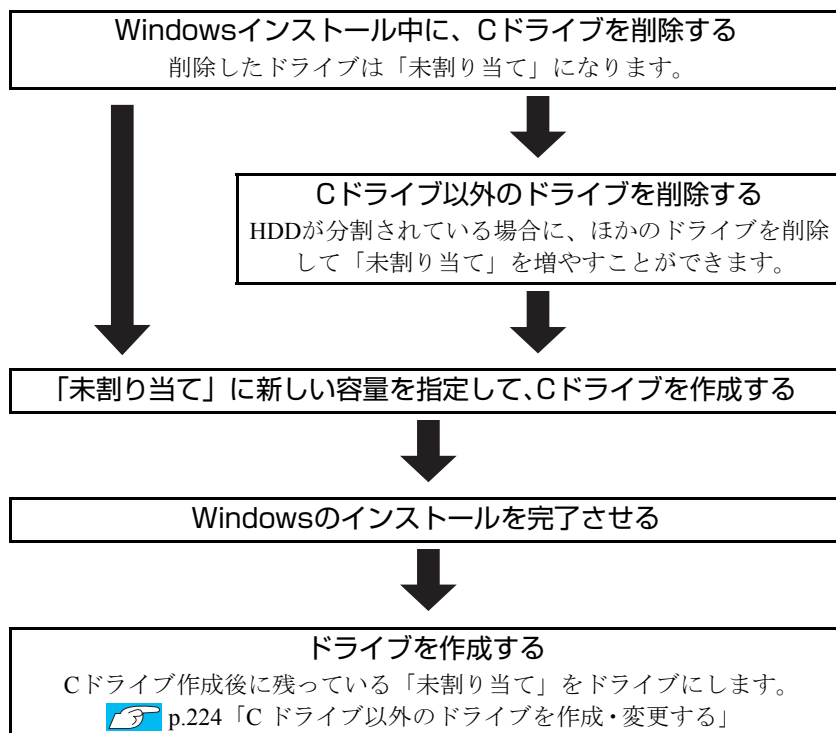 Windowsインストール中に、Cドライブを削除する
削除したドライブは「未割り当て」になります。
Cドライブ以外のドライブを削除する
HDDが分割されている場合に、ほかのドライブを削除
して「未割り当て」を増やすことができます。
「未割り当て」に新しい容量を指定して、Cドライブを作成する
Windowsのインストールを完了させる
ドライブを作成する
Cドライブ作成後に残っている「未割り当て」をドライブにします。
p.224「C ドライブ以外のドライブを作成・変更する」